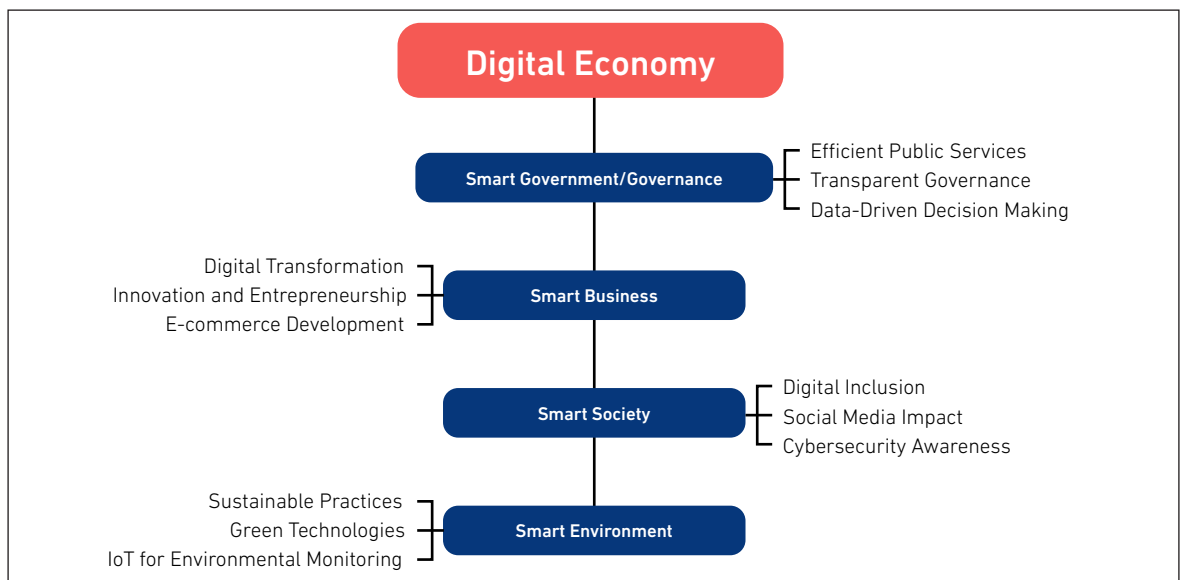 Digital Economy
Smart Government/Governance
Efficient Public Services
Transparent Governance
Data-Driven Decision Making
Digital Transformation
Innovation and Entrepreneurship
E-commerce Development
Smart Business
Smart Society
Digital Inclusion
Social Media Impact
Cybersecurity Awareness
Sustainable Practices
Green Technologies
IoT for Environmental Monitoring
Smart Environment